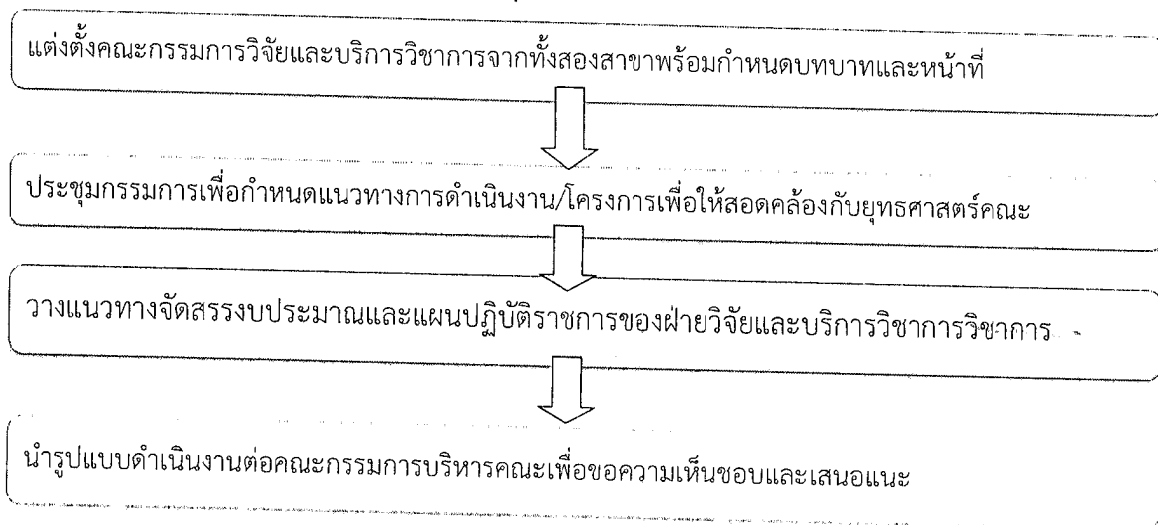 แต่งตั้งคณะกรรมการวิจัยและบริการวิชาการจากทั้งสองสาขาพร้อมกำหนดบทบาทและหน้าที่
ประชุมกรรมการเพื่อกำหนดแนวทางการดำเนินงาน/โครงการเพื่อให้สอดคล้องกับยุทธศาสตร์คณะ
วางแนวทางจัดสรรงบประมาณและแผนปฏิบัติราชการของฝ่ายวิจัยและบริการวิชาการวิชาการ
นำรูปแบบดำเนินงานต่อคณะกรรมการบริหารคณะเพื่อขอความเห็นชอบและเสนอแนะ